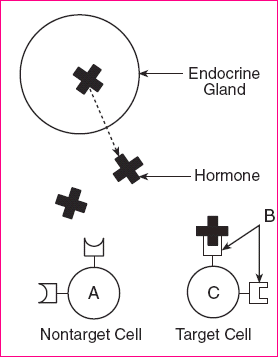 Endocrine
Gland
Hormone
B
A
C
Nontarget Cell
Target Cell